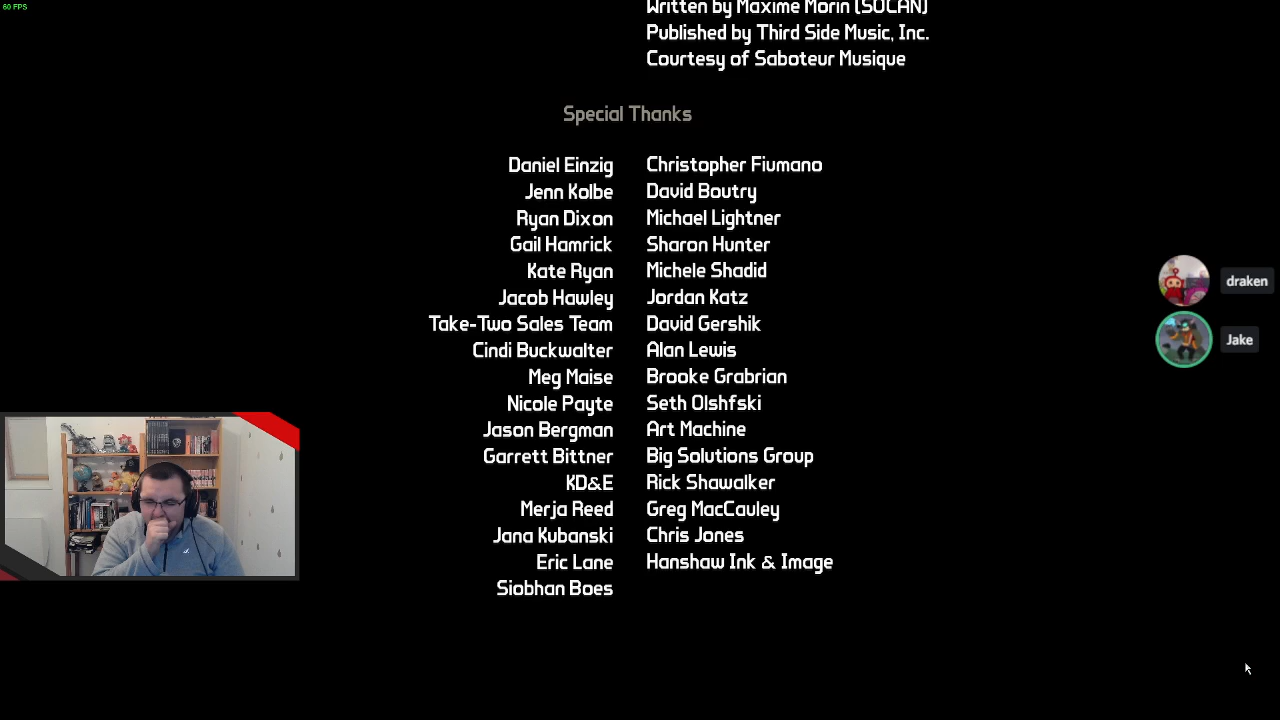 60 FPS
Written by Maxime Morin (SOCAN)
Published by Third Side Music, Inc.
Courtesy of Saboteur Musique
Special Thanks
Daniel Einzig Christopher Fiumano
Jenn Kolbe David Boutry
Ryan Dixon Michael Lightner
Gail Hamrick Sharon Hunter
Kate Ryan Michele Shadid
Jacob Hawley Jordan Katz
Take-Two Sales Team David Gershik
Cindi Buckwalter Alan Lewis
Meg Maise Brooke Grabrian
Nicole Payte Seth Olshfski
Jason Bergman Art Machine
Garrett Bittner Big Solutions Group
KD&E Rick Shawalker
Merja Reed Greg MacCauley
Jana Kubanski Chris Jones
Eric Lane Hanshaw Ink & Image
Siobhan Boes
draken
Jake